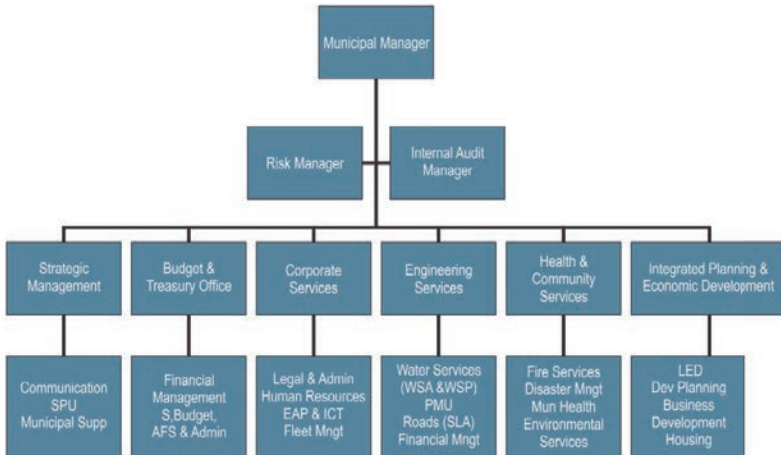 Municipal Manager
Risk Manager
Internal Audit
Manager
Strategic
Management
Budget &
Treasury Office
Corporate
Services
Engineering
Services
Health &
Community
Services
Integrated Planning &
Economic Development
Communication
SPU
Municipal Supp
Financial
Management
S,Budget,
AFS & Admin
Legal & Admin
Human Resources
EAP & ICT
Fleet Mngt
Water Services
(WSA &WSP)
PMU
Roads (SLA)
Financial Mngt
Fire Services
Disaster Mngt
Mun Health
Environmental
Services
LED
Dev Planning
Business
Development
Housing